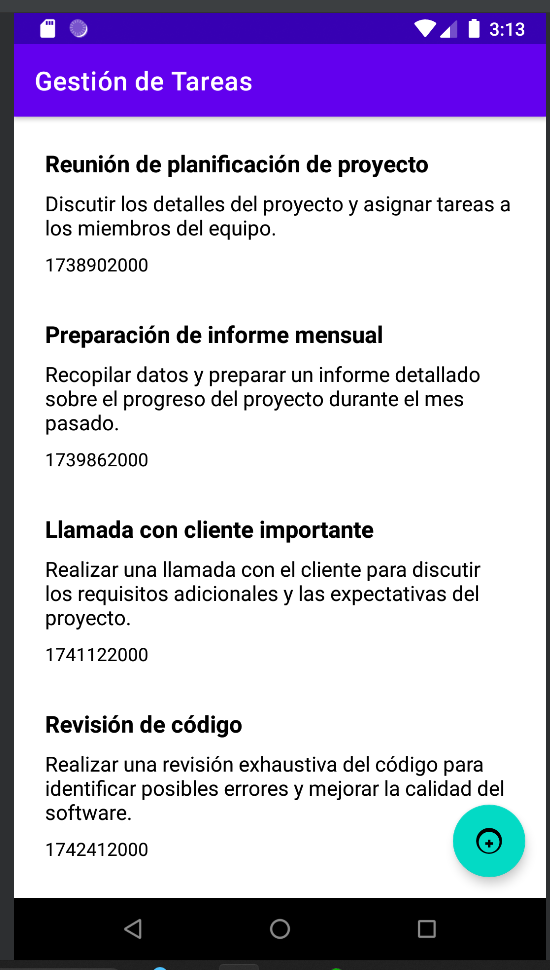 3:13
Gestión de Tareas
Reunión de planificación de proyecto
Discutir los detalles del proyecto y asignar tareas a
los miembros del equipo.
1738902000
Preparación de informe mensual
Recopilar datos y preparar un informe detallado
sobre el progreso del proyecto durante el mes
pasado.
1739862000
Llamada con cliente importante
Realizar una llamada con el cliente para discutir
los requisitos adicionales y las expectativas del
proyecto.
1741122000
Revisión de código
Realizar una revisión exhaustiva del código para
identificar posibles errores y mejorar la calidad del
software.
1742412000